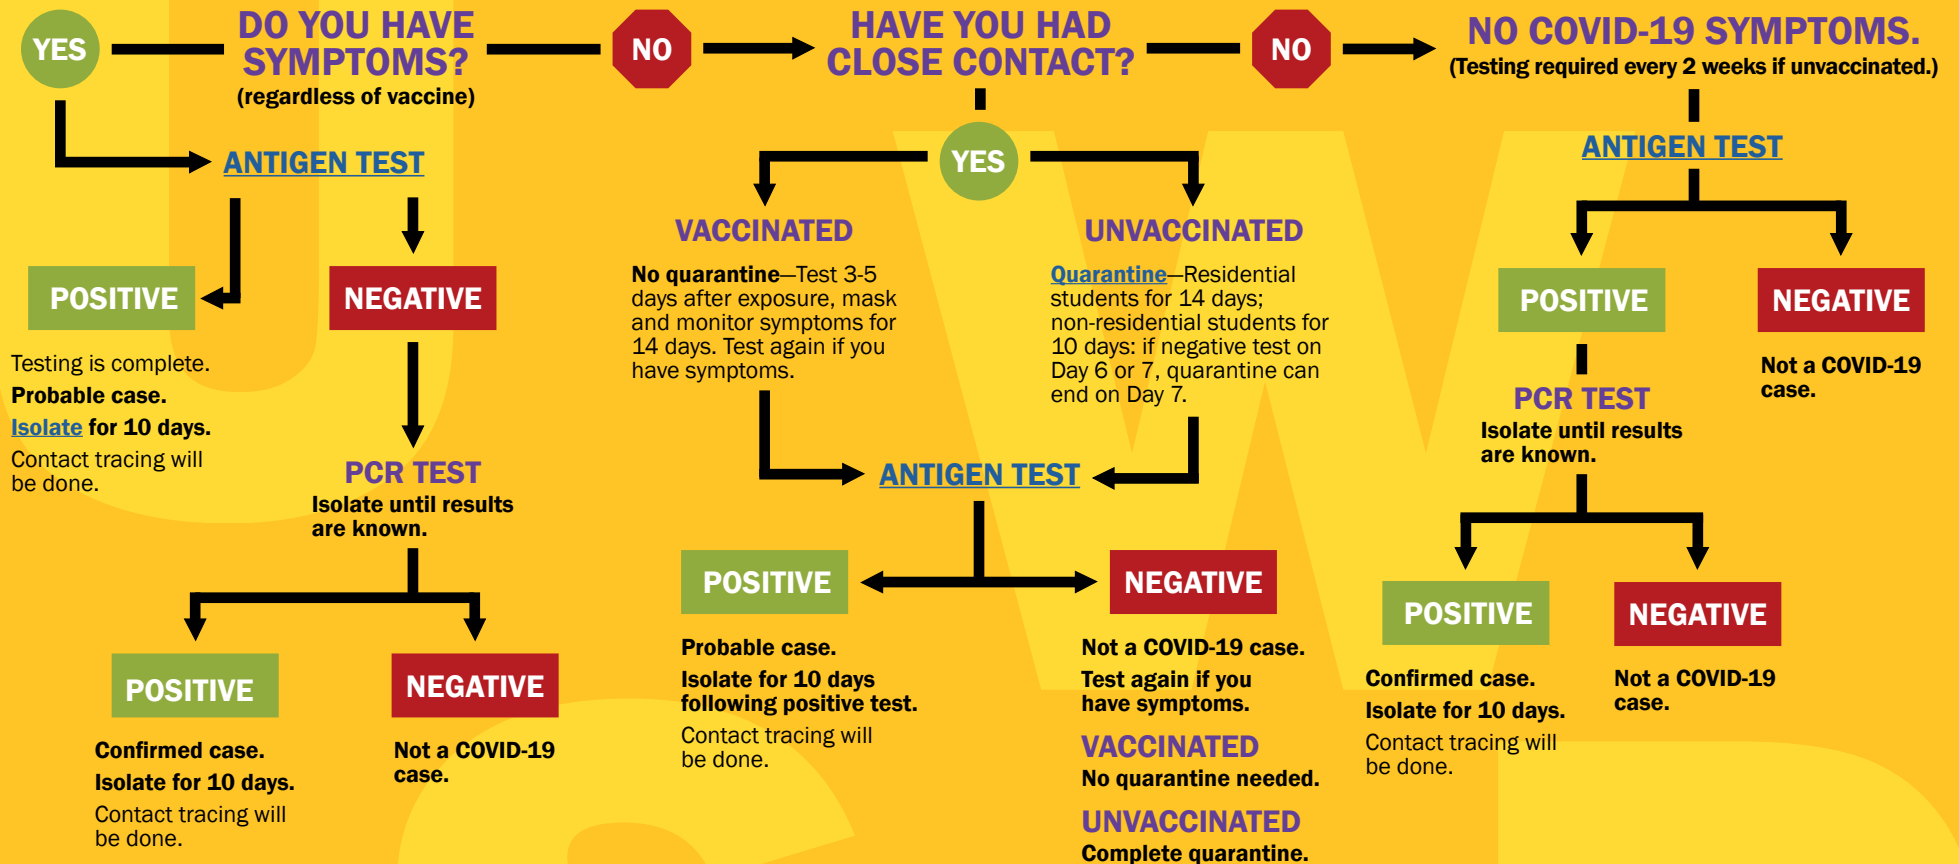 YES
DO YOU HAVE
SYMPTOMS?
(regardless of vaccine)
NO
HAVE YOU HAD
CLOSE CONTACT?
NO
NO COVID-19 SYMPTOMS.
(Testing required every 2 weeks if unvaccinated.)
ANTIGEN TEST
POSITIVE
Testing is complete.
Probable case.
Isolate for 10 days.
Contact tracing will
be done.
NEGATIVE
PCR TEST
Isolate until results
are known.
POSITIVE
Confirmed case.
Isolate for 10 days.
Contact tracing will
be done.
NEGATIVE
Not a COVID-19
case.
YES
VACCINATED
No quarantine—Test 3-5
days after exposure, mask
and monitor symptoms for
14 days. Test again if you
have symptoms.
UNVACCINATED
Quarantine—Residential
students for 14 days;
non-residential students for
10 days: if negative test on
Day 6 or 7, quarantine can
end on Day 7.
ANTIGEN TEST
POSITIVE
Probable case.
Isolate for 10 days
following positive test.
Contact tracing will
be done.
NEGATIVE
Not a COVID-19 case.
Test again if you
have symptoms.
VACCINATED
No quarantine needed.
UNVACCINATED
Complete quarantine.
ANTIGEN TEST
POSITIVE
PCR TEST
Isolate until results
are known.
POSITIVE
Confirmed case.
Isolate for 10 days.
Contact tracing will
be done.
NEGATIVE
Not a COVID-19
case.
NEGATIVE
Not a COVID-19
case.